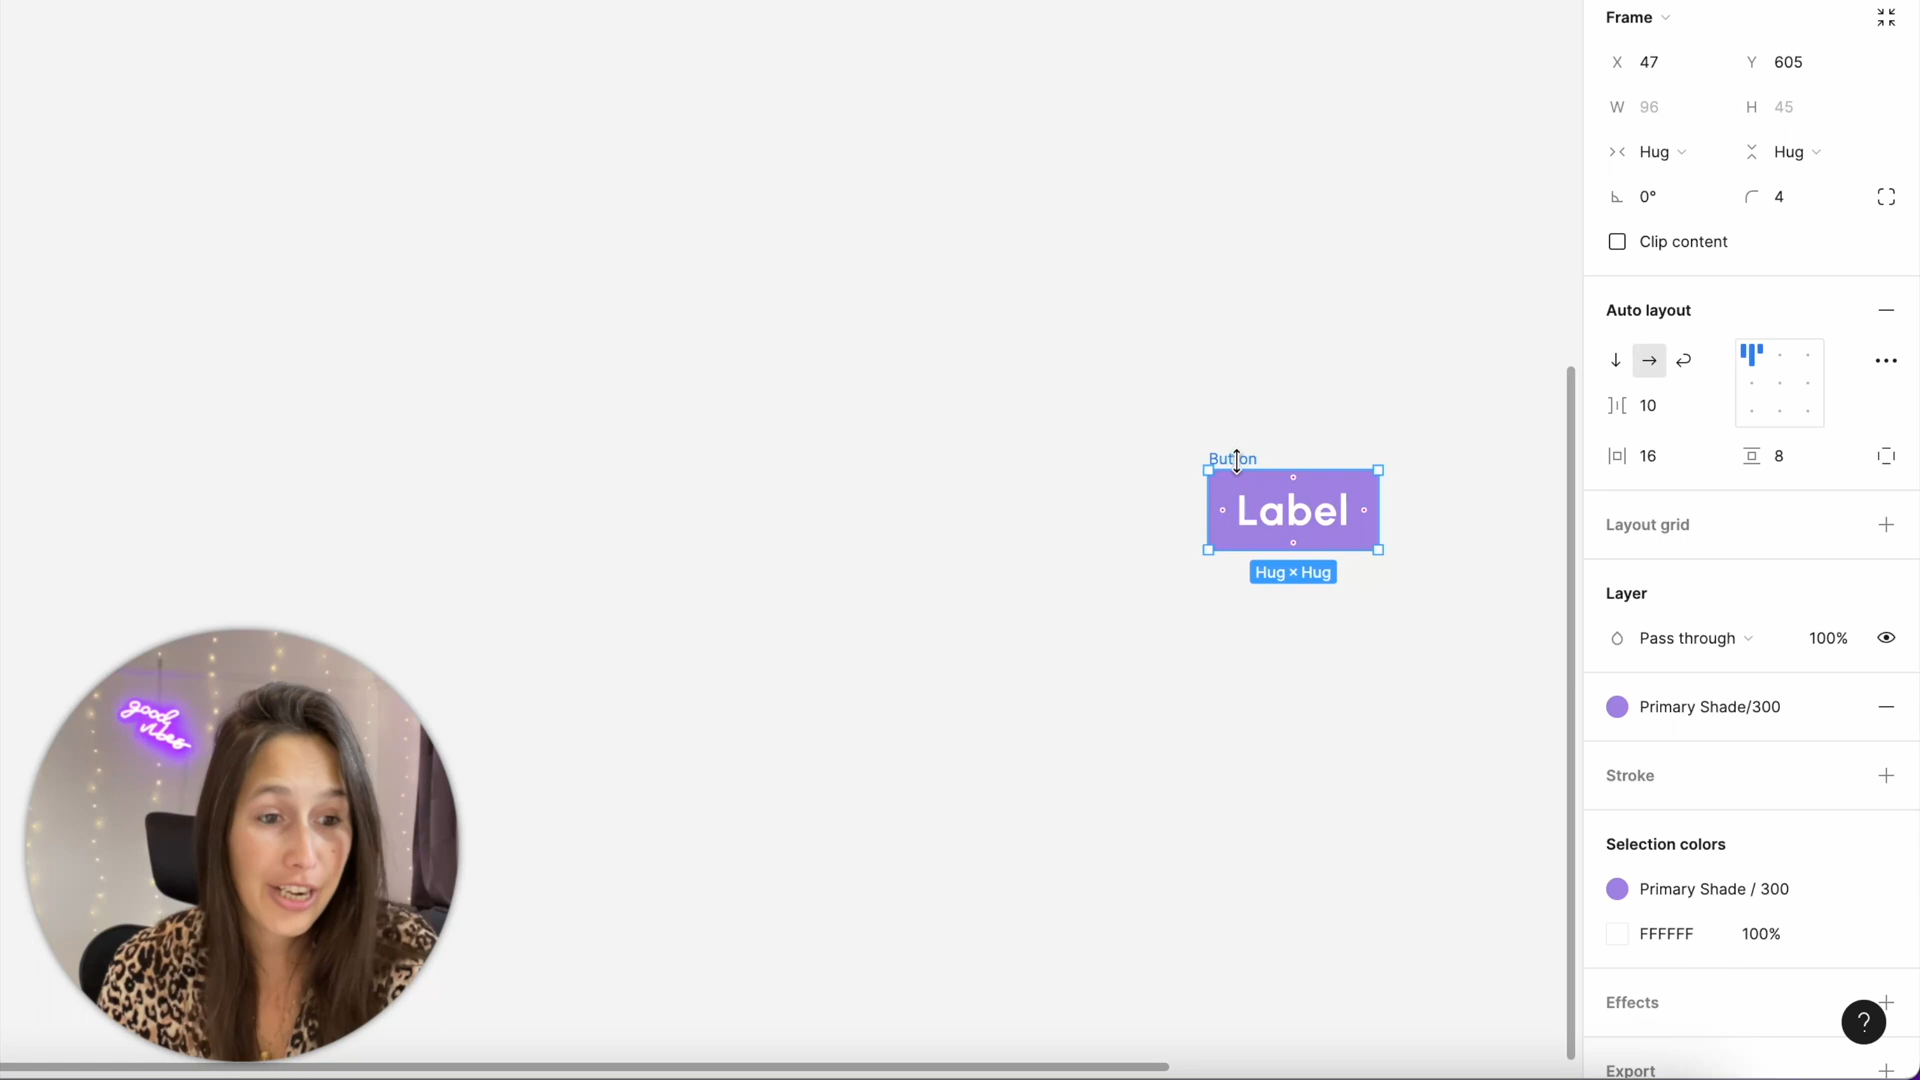 Frame
X 47 Y 605
W 96 H 45
Hug Hug
0° 4
Clip content
Auto layout
10
16 8
Button
Label
Hug × Hug
Layout grid
Layer
Pass through 100%
Primary Shade/300
Stroke
Selection colors
Primary Shade / 300
FFFFFF 100%
Effects
?
Export
good
vibes